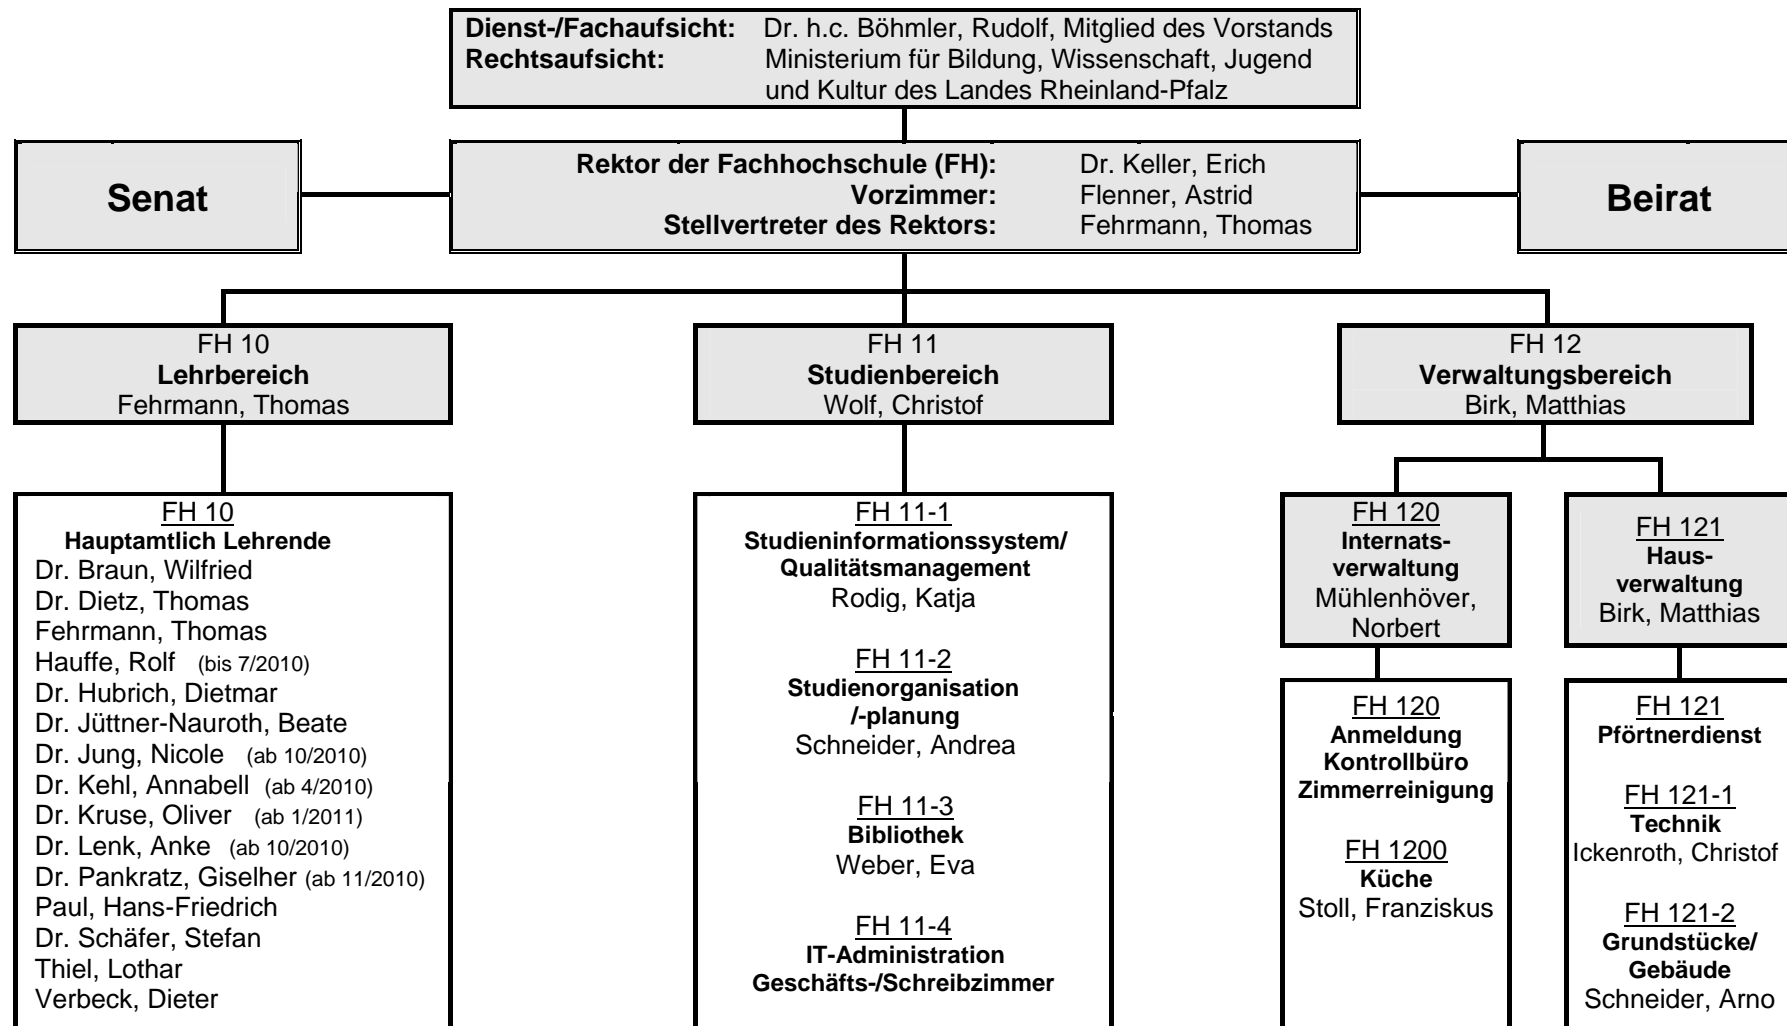 Dienst-/Fachaufsicht: Dr. h.c. Böhmler, Rudolf, Mitglied des Vorstands
Rechtsaufsicht: Ministerium für Bildung, Wissenschaft, Jugend
und Kultur des Landes Rheinland-Pfalz
Senat
Rektor der Fachhochschule (FH): Dr. Keller, Erich
Vorzimmer: Flenner, Astrid
Stellvertreter des Rektors: Fehrmann, Thomas
Beirat
FH 10
Lehrbereich
Fehrmann, Thomas
FH 11
Studienbereich
Wolf, Christof
FH 12
Verwaltungsbereich
Birk, Matthias
FH 10
Hauptamtlich Lehrende
Dr. Braun, Wilfried
Dr. Dietz, Thomas
Fehrmann, Thomas
Hauffe, Rolf (bis 7/2010)
Dr. Hubrich, Dietmar
Dr. Jüttner-Nauroth, Beate
Dr. Jung, Nicole (ab 10/2010)
Dr. Kehl, Annabell (ab 4/2010)
Dr. Kruse, Oliver (ab 1/2011)
Dr. Lenk, Anke (ab 10/2010)
Dr. Pankratz, Giselher (ab 11/2010)
Paul, Hans-Friedrich
Dr. Schäfer, Stefan
Thiel, Lothar
Verbeck, Dieter
FH 11-1
Studieninformationssystem/
Qualitätsmanagement
Rodig, Katja
FH 11-2
Studienorganisation
/-planung
Schneider, Andrea
FH 11-3
Bibliothek
Weber, Eva
FH 11-4
IT-Administration
Geschäfts-/Schreibzimmer
FH 120
Internats-
verwaltung
Mühlenhöver,
Norbert
FH 121
Haus-
verwaltung
Birk, Matthias
FH 120
Anmeldung
Kontrollbüro
Zimmerreinigung
FH 1200
Küche
Stoll, Franziskus
FH 121
Pförtnerdienst
FH 121-1
Technik
Ickenroth, Christof
FH 121-2
Grundstücke/
Gebäude
Schneider, Arno